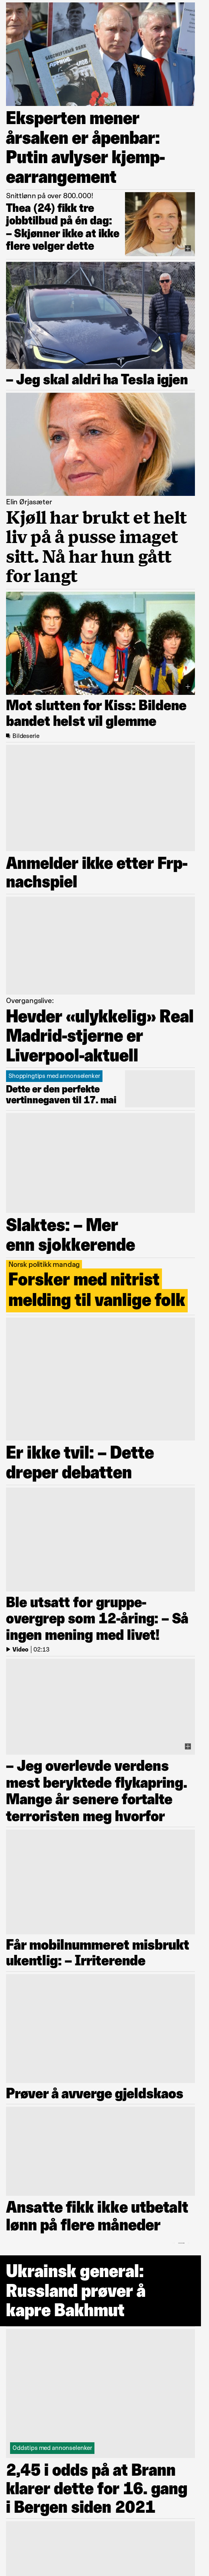 Eksperten mener
årsaken er åpenbar:
Putin avlyser kjemp-
earrangement
Snittlønn på over 800.000!
Thea (24) fikk tre
jobbtilbud på én dag:
– Skjønner ikke at ikke
flere velger dette
– Jeg skal aldri ha Tesla igjen
Elin Ørjasæter
Kjøll har brukt et helt
liv på å pusse imaget
sitt. Nå har hun gått
for langt
Mot slutten for Kiss: Bildene
bandet helst vil glemme
Bildeserie
Anmelder ikke etter Frp-
nachspiel
Overgangslive:
Hevder «ulykkelig» Real
Madrid-stjerne er
Liverpool-aktuell
Shoppingtips med annonselenker
Dette er den perfekte
vertinnegaven til 17. mai
Slaktes: – Mer
enn sjokkerende
Norsk politikk mandag
Forsker med nitrist
melding til vanlige folk
Er ikke tvil: – Dette
dreper debatten
Ble utsatt for gruppe-
overgrep som 12-åring: – Så
ingen mening med livet!
Video | 02:13
– Jeg overlevde verdens
mest beryktede flykapring.
Mange år senere fortalte
terroristen meg hvorfor
Får mobilnummeret misbrukt
ukentlig: – Irriterende
Prøver å avverge gjeldskaos
Ansatte fikk ikke utbetalt
lønn på flere måneder
Ukrainsk general:
Russland prøver å
kapre Bakhmut
Oddstips med annonselenker
2,45 i odds på at Brann
klarer dette for 16. gang
i Bergen siden 2021